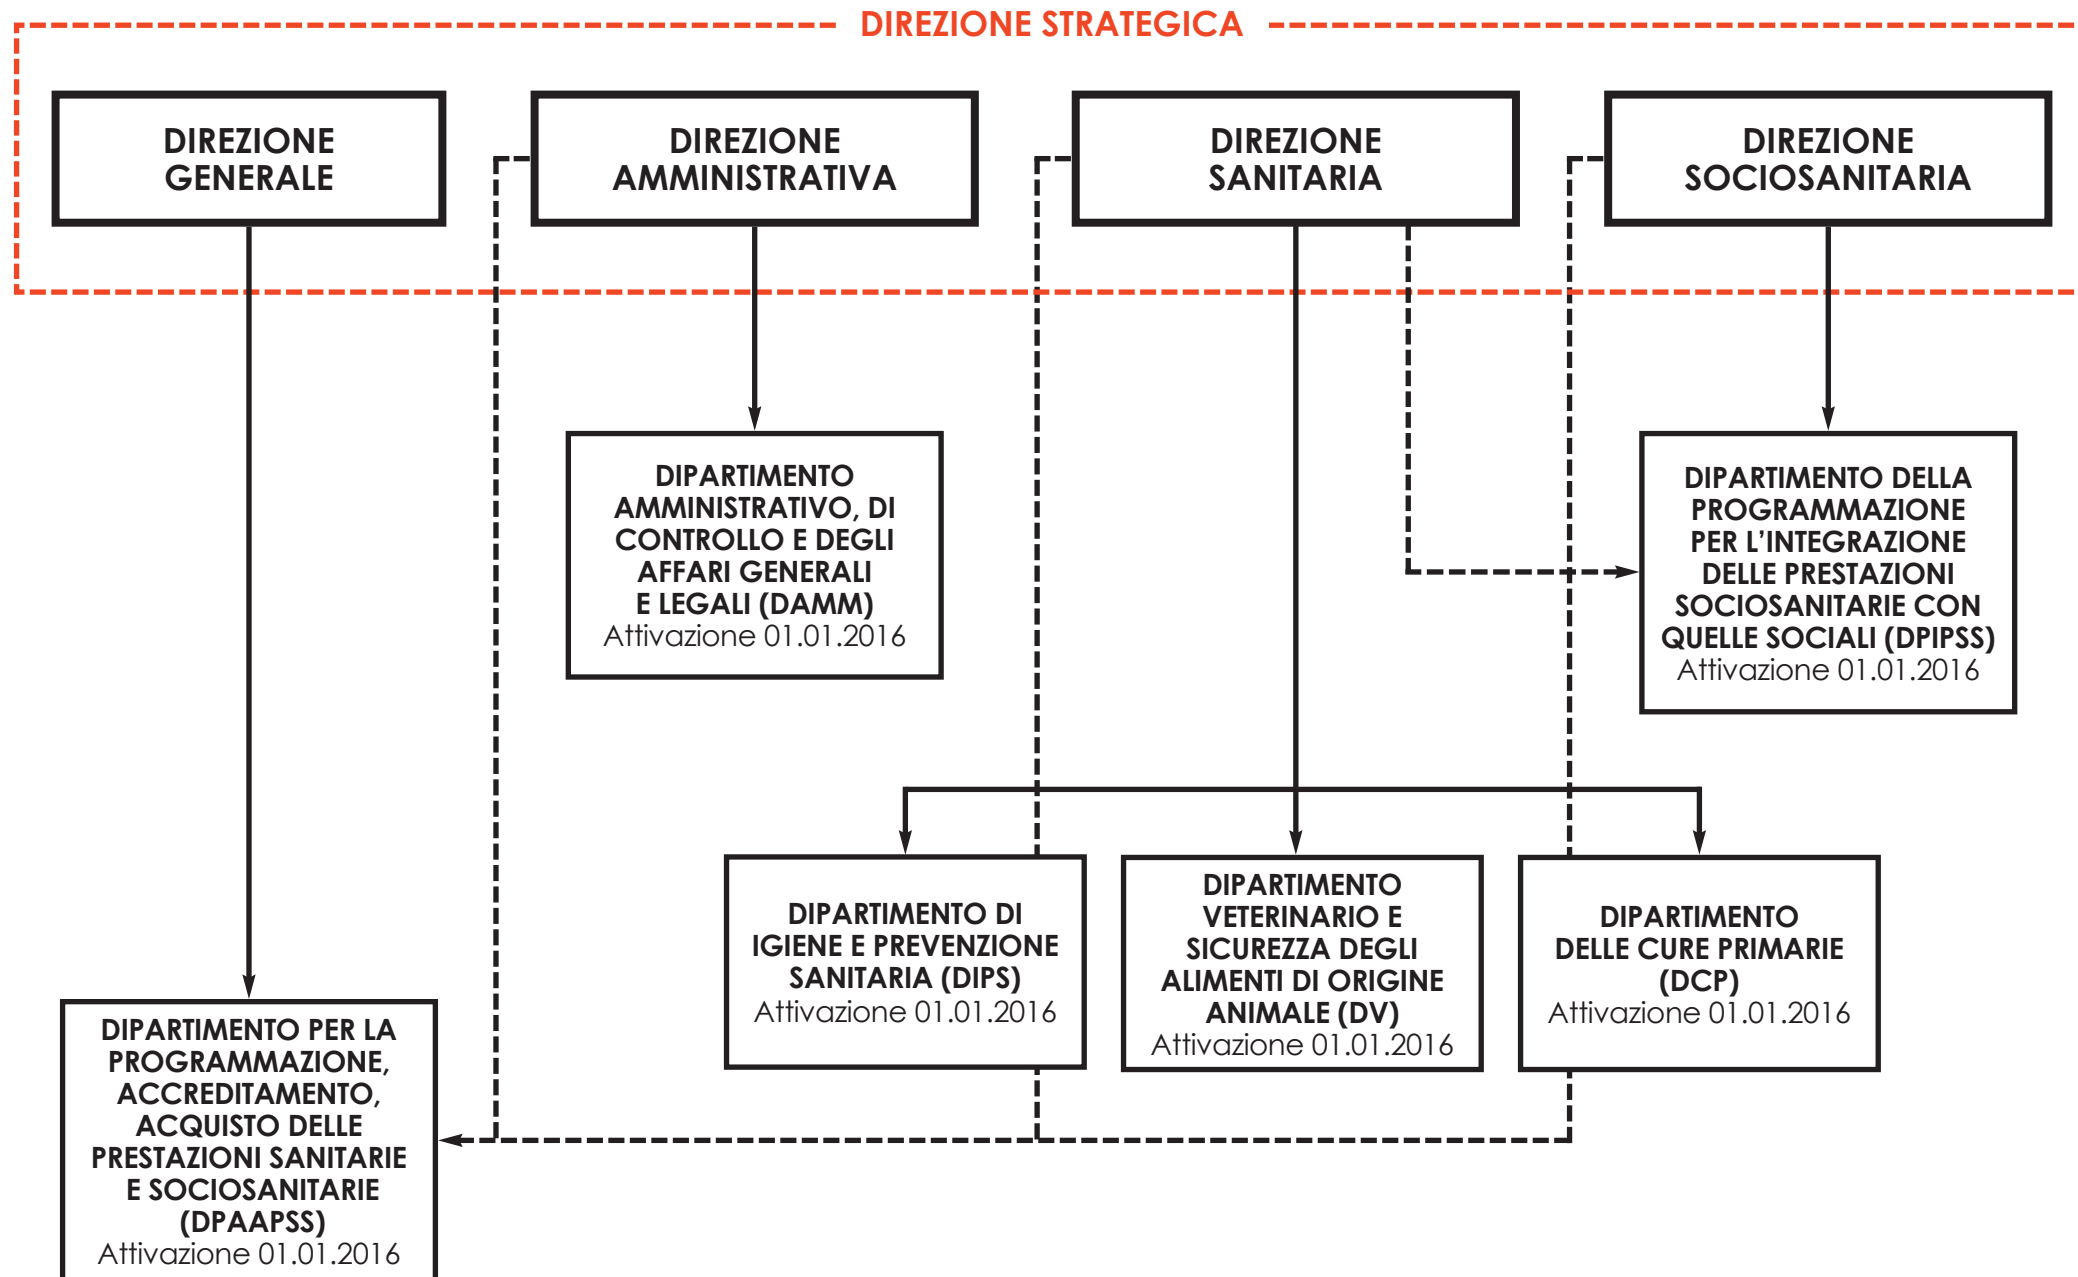 DIREZIONE STRATEGICA
DIREZIONE
GENERALE
DIREZIONE
AMMINISTRATIVA
DIREZIONE
SANITARIA
DIREZIONE
SOCIOSANITARIA
DIPARTIMENTO
AMMINISTRATIVO, DI
CONTROLLO E DEGLI
AFFARI GENERALI
E LEGALI (DAMM)
Attivazione 01.01.2016
DIPARTIMENTO DELLA
PROGRAMMAZIONE
PER L’INTEGRAZIONE
DELLE PRESTAZIONI
SOCIOSANITARIE CON
QUELLE SOCIALI (DPIPSS)
Attivazione 01.01.2016
DIPARTIMENTO DI
IGIENE E PREVENZIONE
SANITARIA (DIPS)
Attivazione 01.01.2016
DIPARTIMENTO
VETERINARIO E
SICUREZZA DEGLI
ALIMENTI DI ORIGINE
ANIMALE (DV)
Attivazione 01.01.2016
DIPARTIMENTO
DELLE CURE PRIMARIE
(DCP)
Attivazione 01.01.2016
DIPARTIMENTO PER LA
PROGRAMMAZIONE,
ACCREDITAMENTO,
ACQUISTO DELLE
PRESTAZIONI SANITARIE
E SOCIOSANITARIE
(DPAAPSS)
Attivazione 01.01.2016